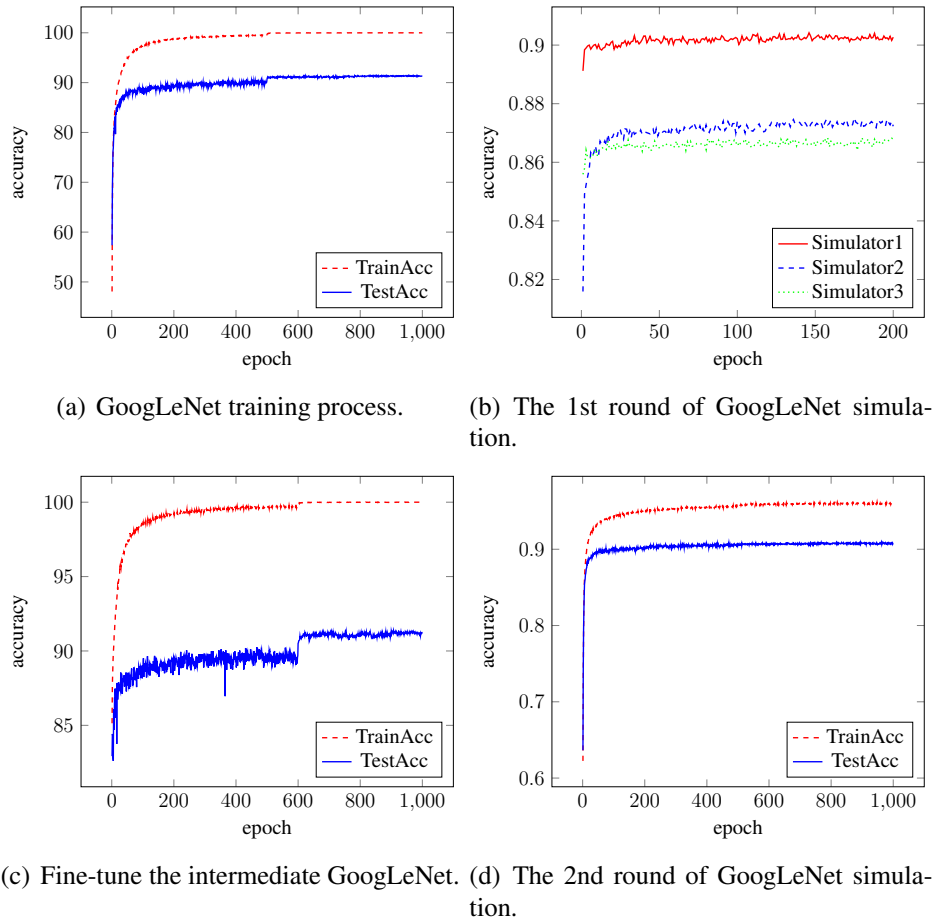 100
90
80
70
60
50
accuracy
TrainAcc
TestAcc
0 200 400 600 800 1,000
epoch
(a) GoogLeNet training process.
0.9
0.88
0.86
0.84
0.82
accuracy
Simulator1
Simulator2
Simulator3
0 50 100 150 200
epoch
(b) The 1st round of GoogLeNet simula-
tion.
100
95
90
85
accuracy
TrainAcc
TestAcc
0 200 400 600 800 1,000
epoch
(c) Fine-tune the intermediate GoogLeNet.
0.9
0.8
0.7
0.6
accuracy
TrainAcc
TestAcc
0 200 400 600 800 1,000
epoch
(d) The 2nd round of GoogLeNet simula-
tion.